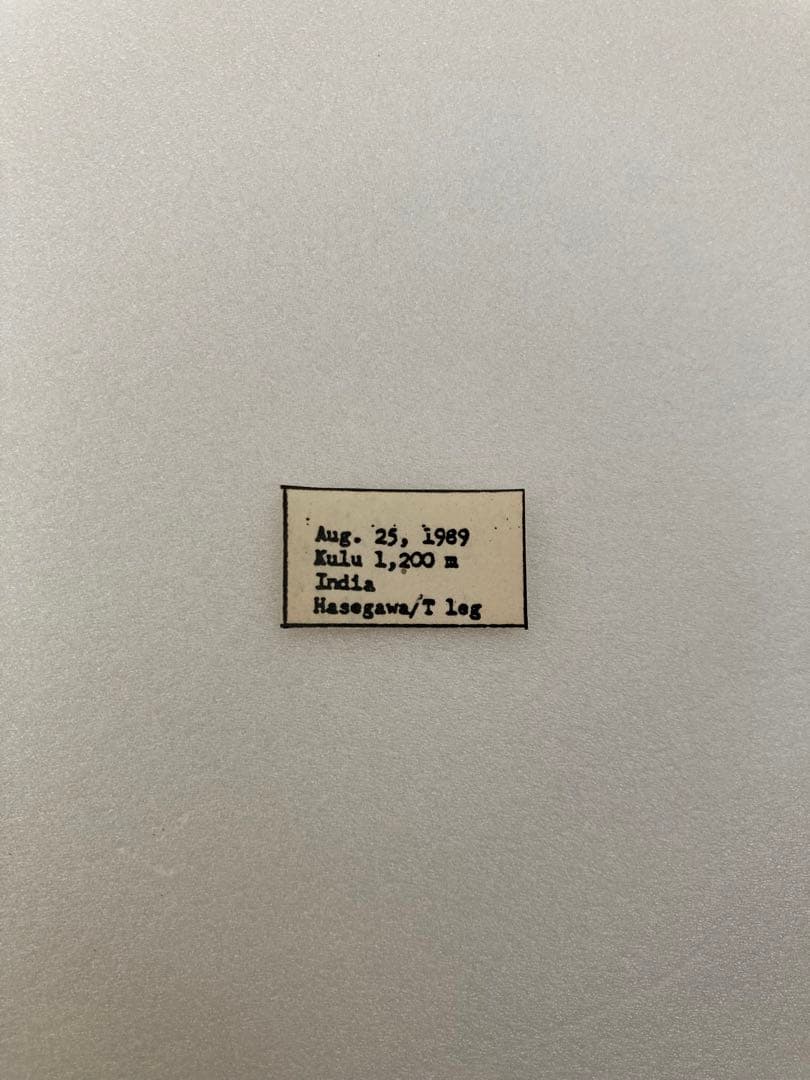 Aug. 25, 1989
Kulu 1,200 m
India
Hasegawa/T leg